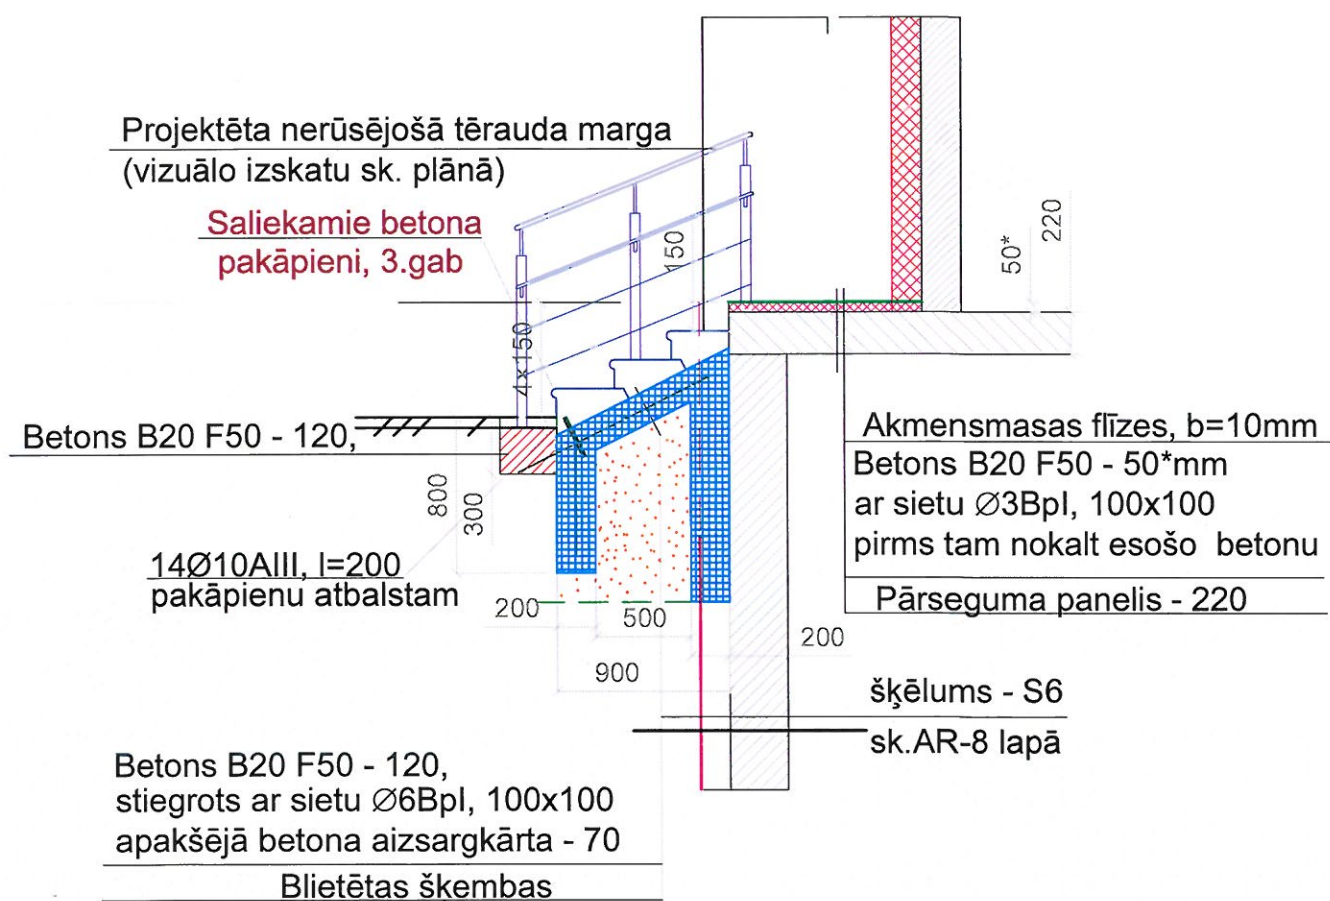 Projektēta nerūsējošā tērauda marga
(vizuālo izskatu sk. plānā)
Saliekamie betona
pakāpieni, 3.gab
150
50*
220
4x150
Betons B20 F50 - 120,
800
300
14Ø10AIII, l=200
pakāpienu atbalstam
Akmensmasas flīzes, b=10mm
Betons B20 F50 - 50*mm
ar sietu Ø3BpI, 100x100
pirms tam nokalt esošo betonu
Pārseguma panelis - 220
200
500
200
900
šķēlums - S6
sk.AR-8 lapā
Betons B20 F50 - 120,
stiegrots ar sietu Ø6BpI, 100x100
apakšējā betona aizsargkārta - 70
Blietētas šķembas